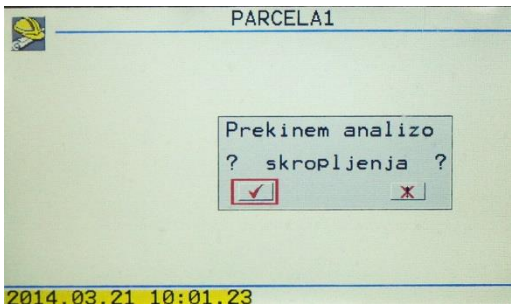 PARCELA1
Prekinem analizo
? skropljenja ?
2014.03.21 10:01.23